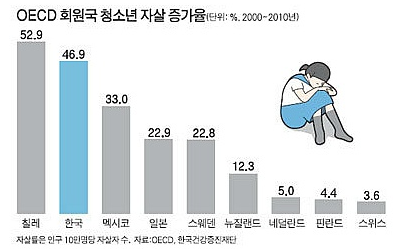 OECD 회원국 청소년 자살 증가율(단위: %, 2000~2010년)
52.9
46.9
33.0
22.9
22.8
12.3
5.0
4.4
3.6
칠레
한국
멕시코
일본
스웨덴
뉴질랜드
네덜란드
핀란드
스위스
자살률은 인구 10만명당 자살자 수. 자료:OECD, 한국건강증진재단